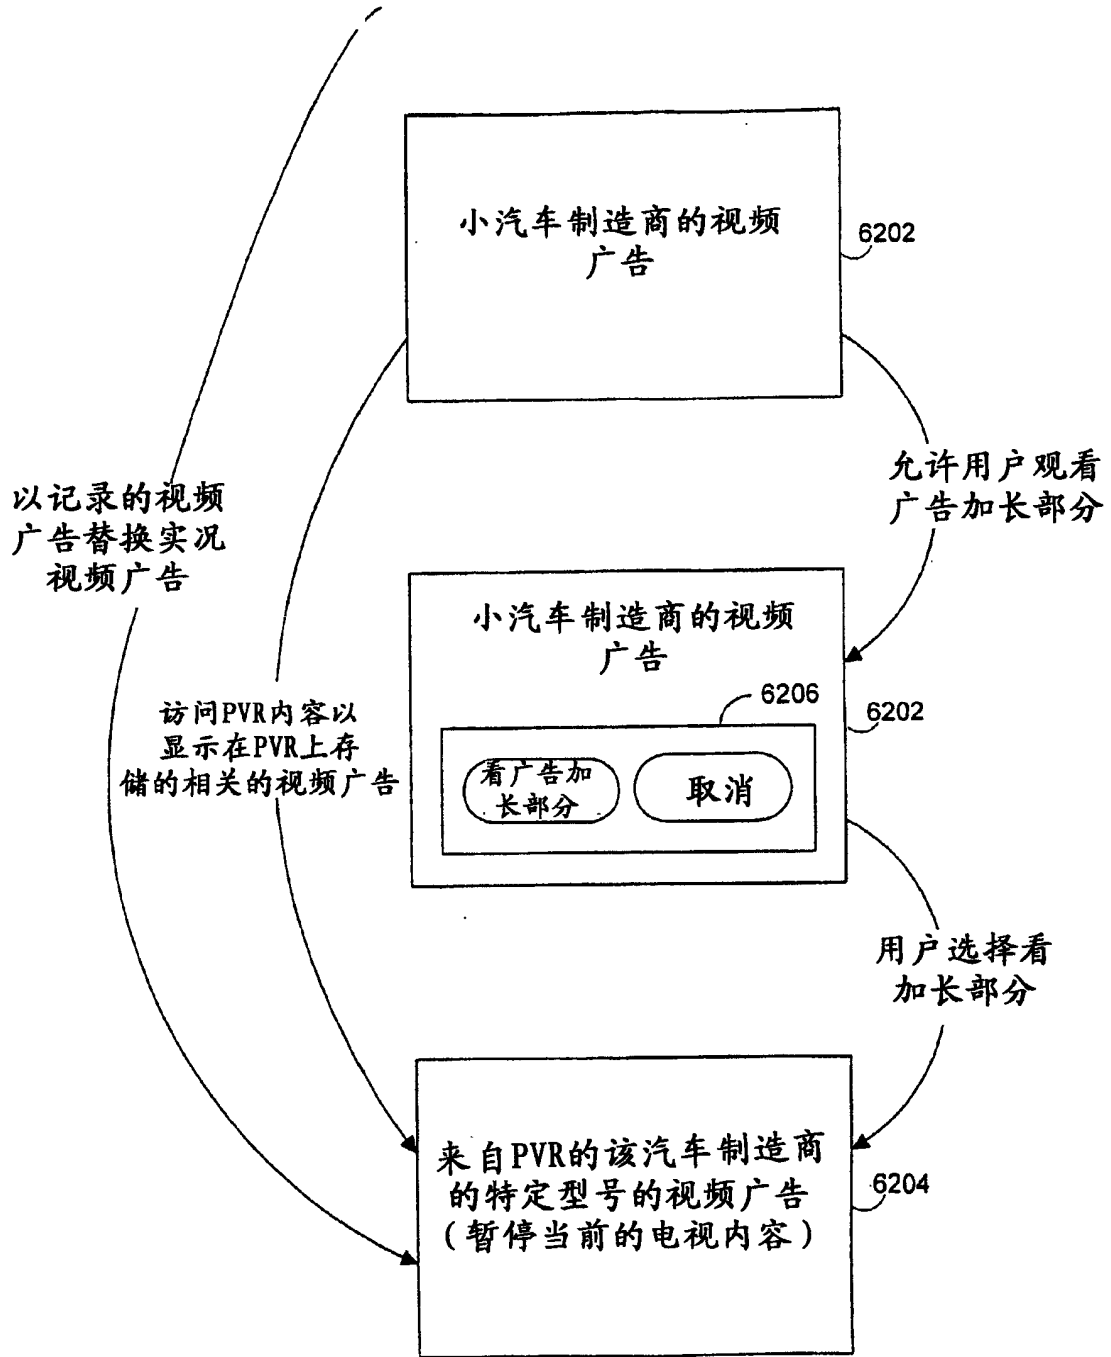 小汽车制造商的视频
广告
6202
允许用户观看
广告加长部分
以记录的视频
广告替换实况
视频广告
小汽车制造商的视频
广告
6206
6202
访问PVR内容以
显示在PVR上存
储的相关的视频广告
看广告加
长部分
取消
用户选择看
加长部分
来自PVR的该汽车制造商
的特定型号的视频广告
(暂停当前的电视内容)
6204